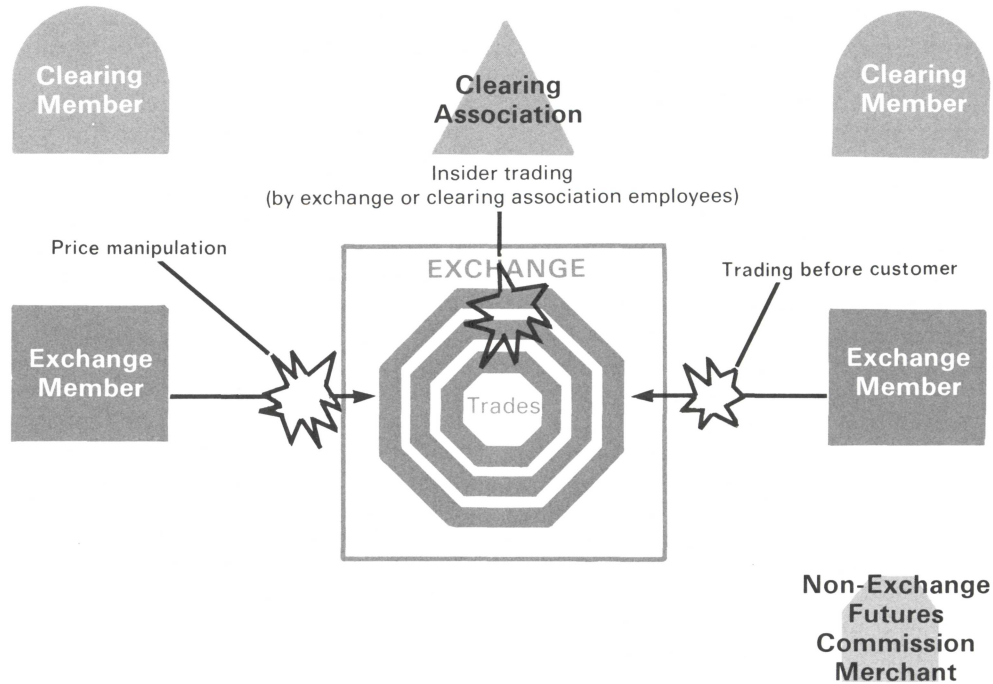 Clearing
Member
Clearing
Association
Clearing
Member
Insider trading
(by exchange or clearing association employees)
Price manipulation
EXCHANGE
Trading before customer
Exchange
Member
Trades
Exchange
Member
Non-Exchange
Futures
Commission
Merchant